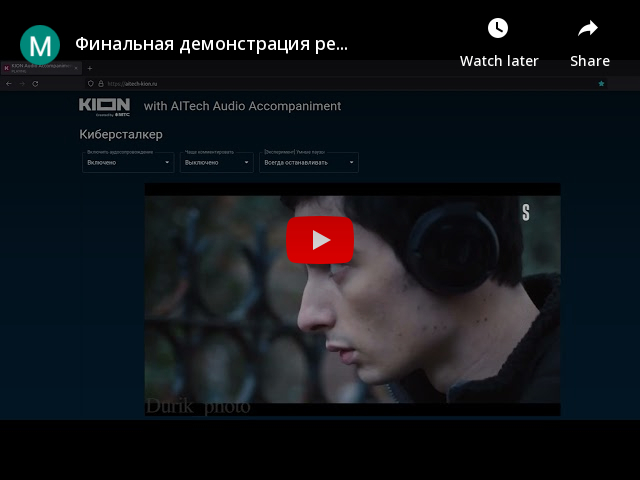 M
Финальная демонстрация ре...
Watch later
Share
KION Audio Accompaniment
https://aitech-kion.ru
KION
with AITech Audio Accompaniment
Киберсталкер
Включить аудиосопровождение
Чаще комментировать
[Эксперимент] Умная пауза
Включено
Выключено
Всегда останавливать
S
Durik photo